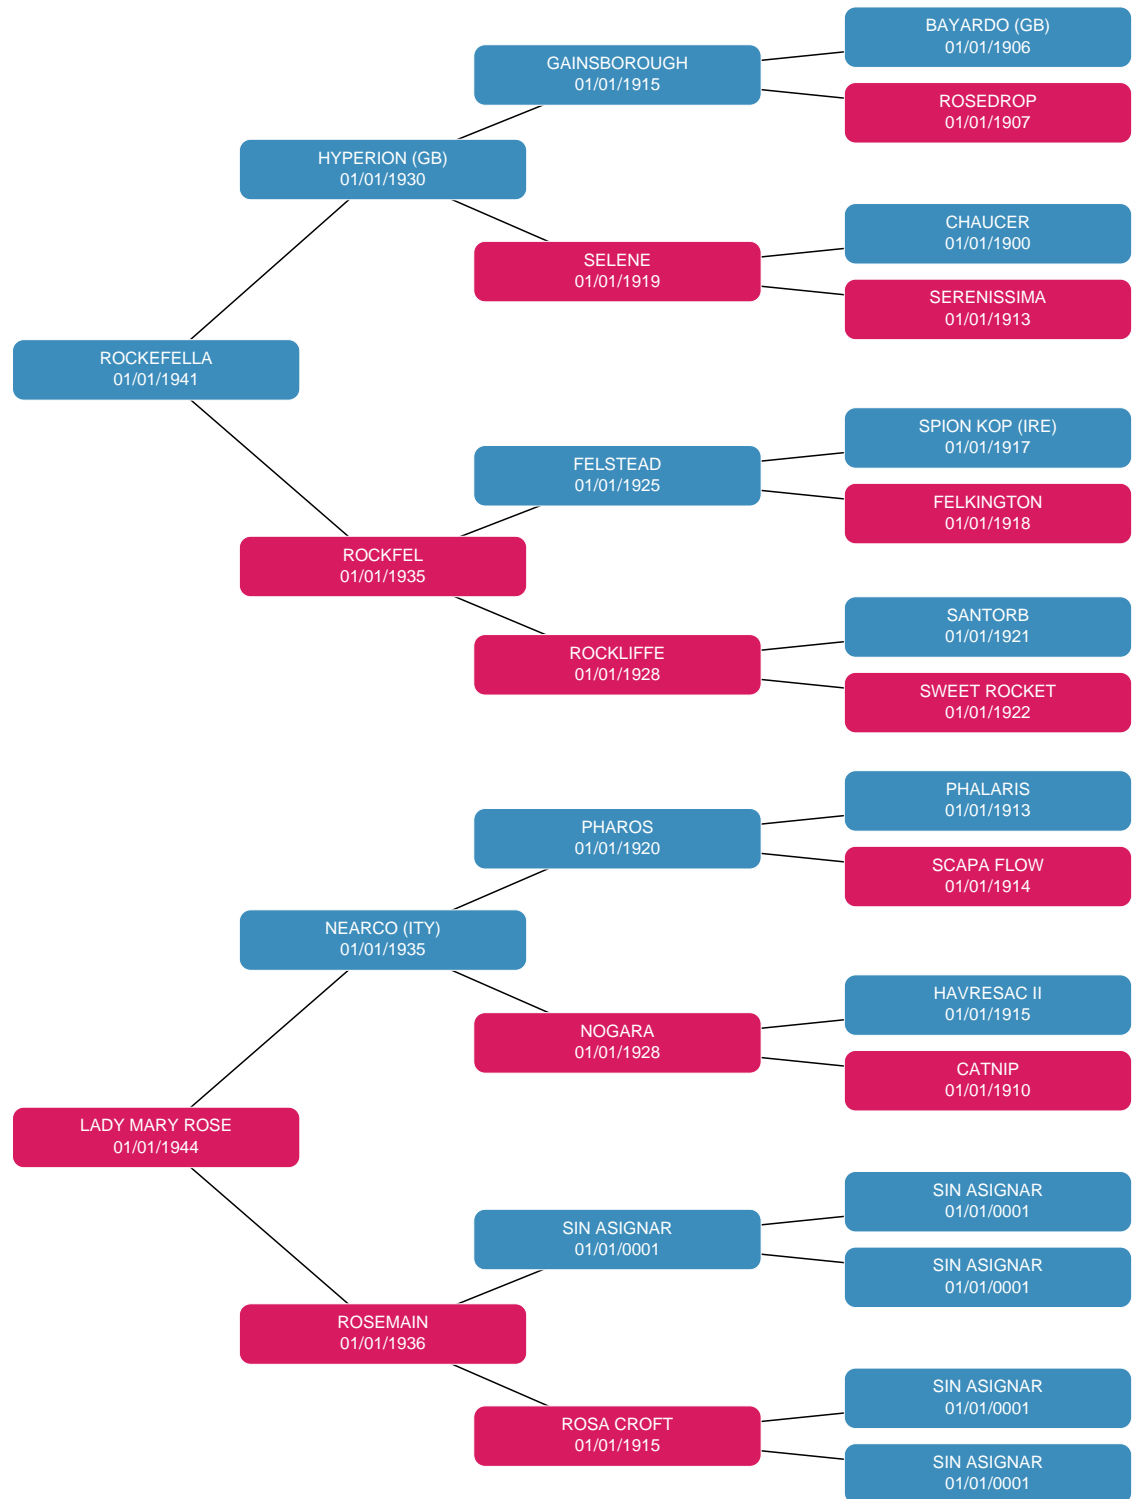 BAYARDO (GB)
01/01/1906
GAINSBOROUGH
01/01/1915
ROSEDROP
01/01/1907
HYPERION (GB)
01/01/1930
CHAUCER
01/01/1900
SELENE
01/01/1919
SERENISSIMA
01/01/1913
ROCKEFELLA
01/01/1941
SPION KOP (IRE)
01/01/1917
FELSTEAD
01/01/1925
FELKINGTON
01/01/1918
ROCKFEL
01/01/1935
SANTORB
01/01/1921
ROCKLIFFE
01/01/1928
SWEET ROCKET
01/01/1922
PHALARIS
01/01/1913
PHAROS
01/01/1920
SCAPA FLOW
01/01/1914
NEARCO (ITY)
01/01/1935
HAVRESAC II
01/01/1915
NOGARA
01/01/1928
CATNIP
01/01/1910
LADY MARY ROSE
01/01/1944
SIN ASIGNAR
01/01/0001
SIN ASIGNAR
01/01/0001
SIN ASIGNAR
01/01/0001
ROSEMAIN
01/01/1936
SIN ASIGNAR
01/01/0001
ROSA CROFT
01/01/1915
SIN ASIGNAR
01/01/0001